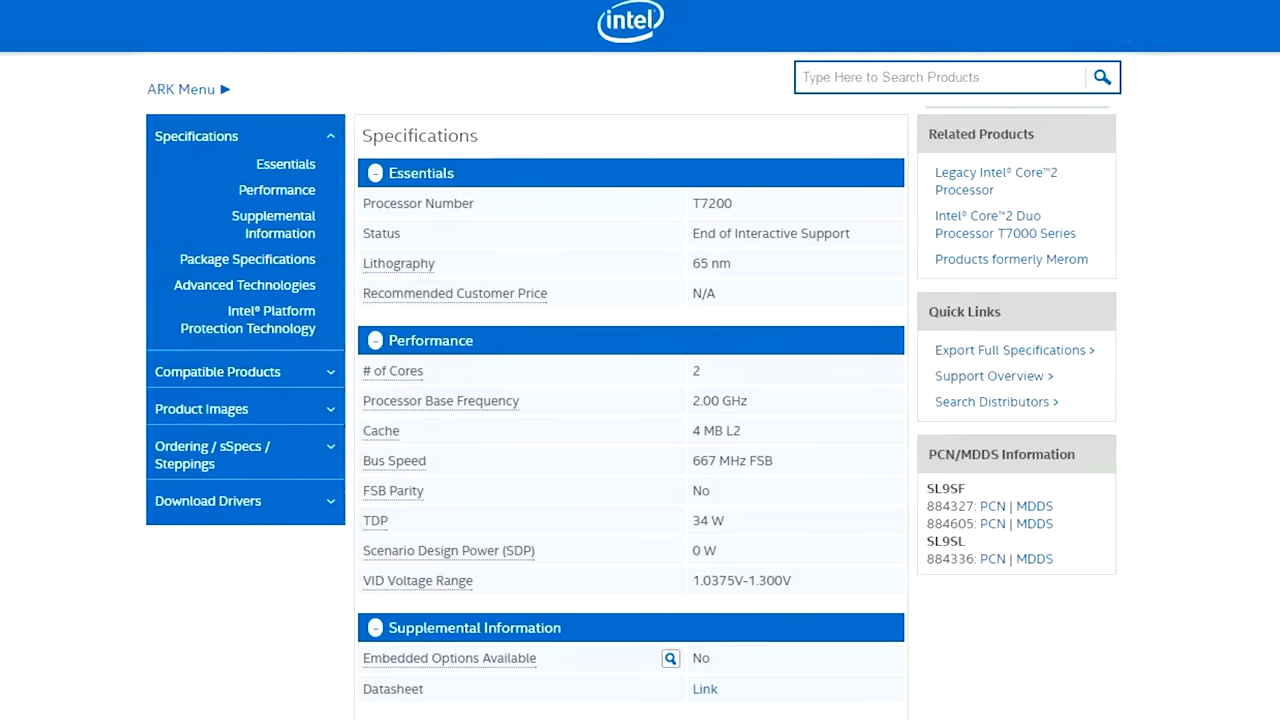 intel
Type Here to Search Products
ARK Menu ►
Specifications
Essentials
Performance
Supplemental
Information
Package Specifications
Advanced Technologies
Intel® Platform
Protection Technology
Compatible Products
Product Images
Ordering / sSpecs /
Steppings
Download Drivers
Specifications
Essentials
Processor Number T7200
Status End of Interactive Support
Lithography 65 nm
Recommended Customer Price N/A
Performance
# of Cores 2
Processor Base Frequency 2.00 GHz
Cache 4 MB L2
Bus Speed 667 MHz FSB
FSB Parity No
TDP 34 W
Scenario Design Power (SDP) 0 W
VID Voltage Range 1.0375V-1.300V
Supplemental Information
Embedded Options Available No
Datasheet Link
Related Products
Legacy Intel® Core™2
Processor
Intel® Core™2 Duo
Processor T7000 Series
Products formerly Merom
Quick Links
Export Full Specifications >
Support Overview >
Search Distributors >
PCN/MDDS Information
SL9SF
884327: PCN | MDDS
884605: PCN | MDDS
SL9SL
884336: PCN | MDDS